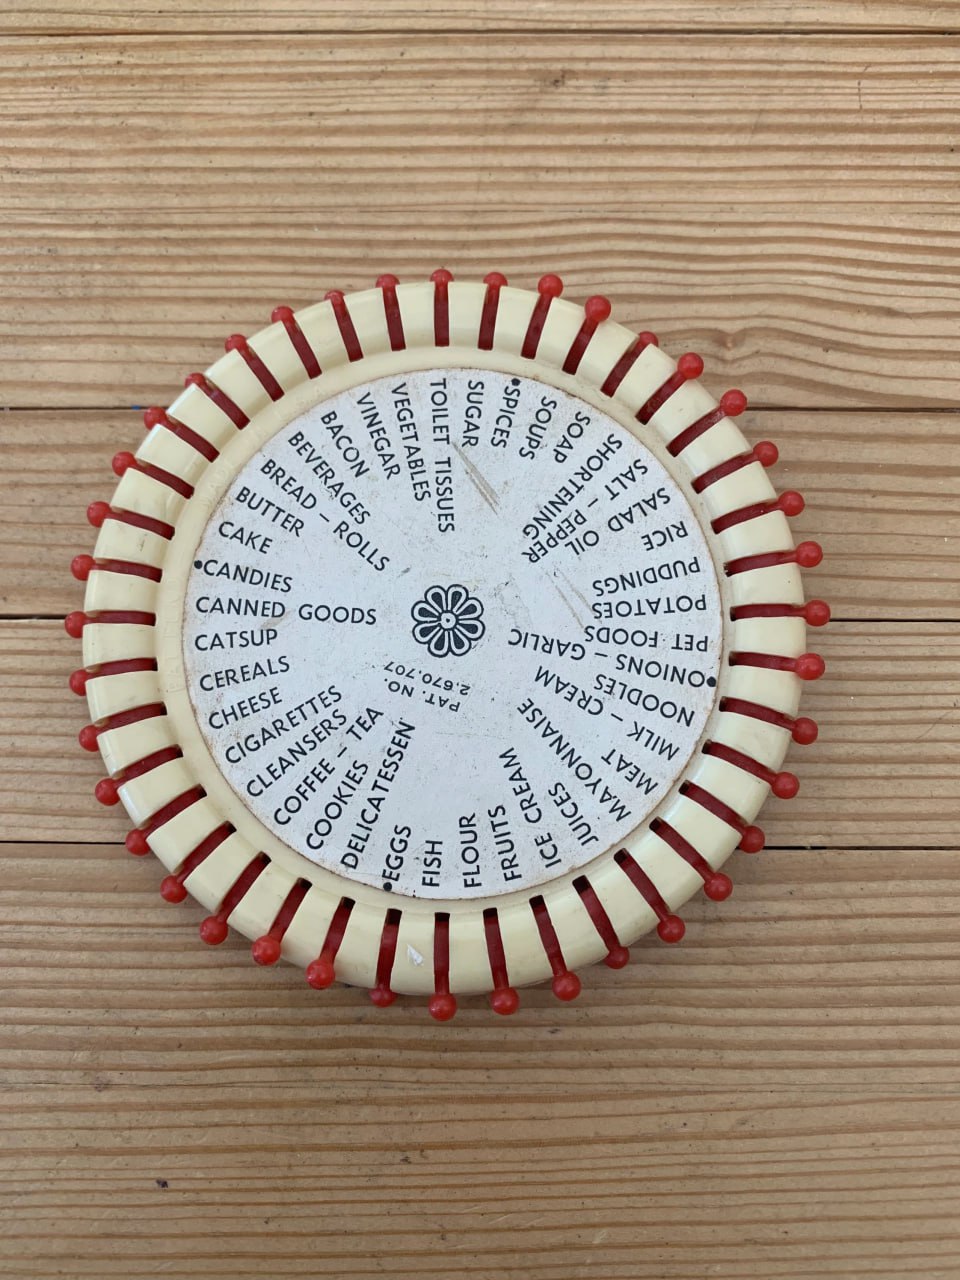 BACON
BEVERAGES
BREAD – ROLLS
BUTTER
CAKE
•CANDIES
CANNED GOODS
CATSUP
CEREALS
CHEESE
CIGARETTES
CLEANSERS
COFFEE – TEA
COOKIES
DELICATESSEN
•EGGS
FISH
FLOUR
FRUITS
ICE CREAM
JUICES
MAYONNAISE
MEAT
MILK – CREAM
NOODLES
•ONIONS – GARLIC
PET FOODS
POTATOES
PUDDINGS
RICE
SALAD OIL
SALT – PEPPER
SHORTENING
SOAP
SOUPS
•SPICES
SUGAR
TOILET TISSUES
VEGETABLES
VINEGAR
PAT. NO.
2,670,707